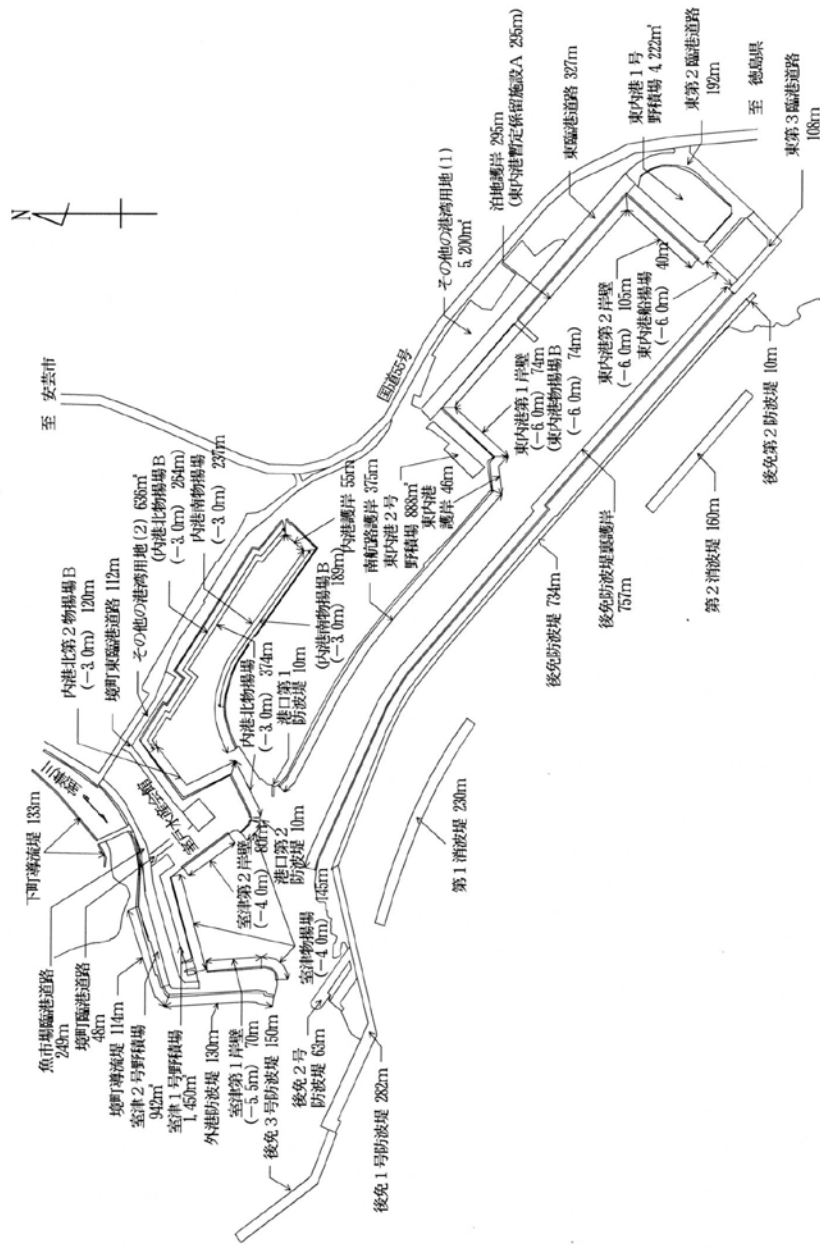 N
至 安芸市
国道55号
その他の港湾用地(1)
5,200㎡
泊地護岸 295m
(東内港暫定係留施設A 295m)
東臨港道路 327m
東内港1号
野積場 4,222㎡
東第2臨港道路
192m
至 徳島県
東第3臨港道路
108m
下町導流堤 133m
室津川
内港北第2物揚場B
(-3.0m) 120m
境町東臨港道路 112m
その他の港湾用地(2) 636㎡
(内港北物揚場B
(-3.0m) 264m)
内港南物揚場
(-3.0m) 237m
内港護岸 55m
南航路護岸 375m
東内港2号
野積場 888㎡
東内港
護岸 46m
東内港第1岸壁
(-6.0m) 74m
(東内港物揚場B
(-6.0m) 74m)
東内港第2岸壁
(-6.0m) 105m
東内港船揚場
(-6.0m) 40m
魚市場臨港道路
249m
境町臨港道路
48m
境町導流堤 114m
室津2号野積場
942㎡
室津1号野積場
1,450㎡
外港防波堤 130m
室津第1岸壁
(-5.5m) 70m
後免3号防波堤 150m
室戸水産会館
室津第2岸壁
(-4.0m) 80m
室津物揚場
(-4.0m) 145m
港口第2
防波堤 10m
内港北物揚場
(-3.0m) 374m
港口第1
防波堤 10m
(内港南物揚場B
(-3.0m) 189m)
後免2号
防波堤 63m
後免1号防波堤 282m
第1消波堤 230m
後免防波堤 734m
後免防波堤裏護岸
757m
第2消波堤 160m
後免第2防波堤 10m